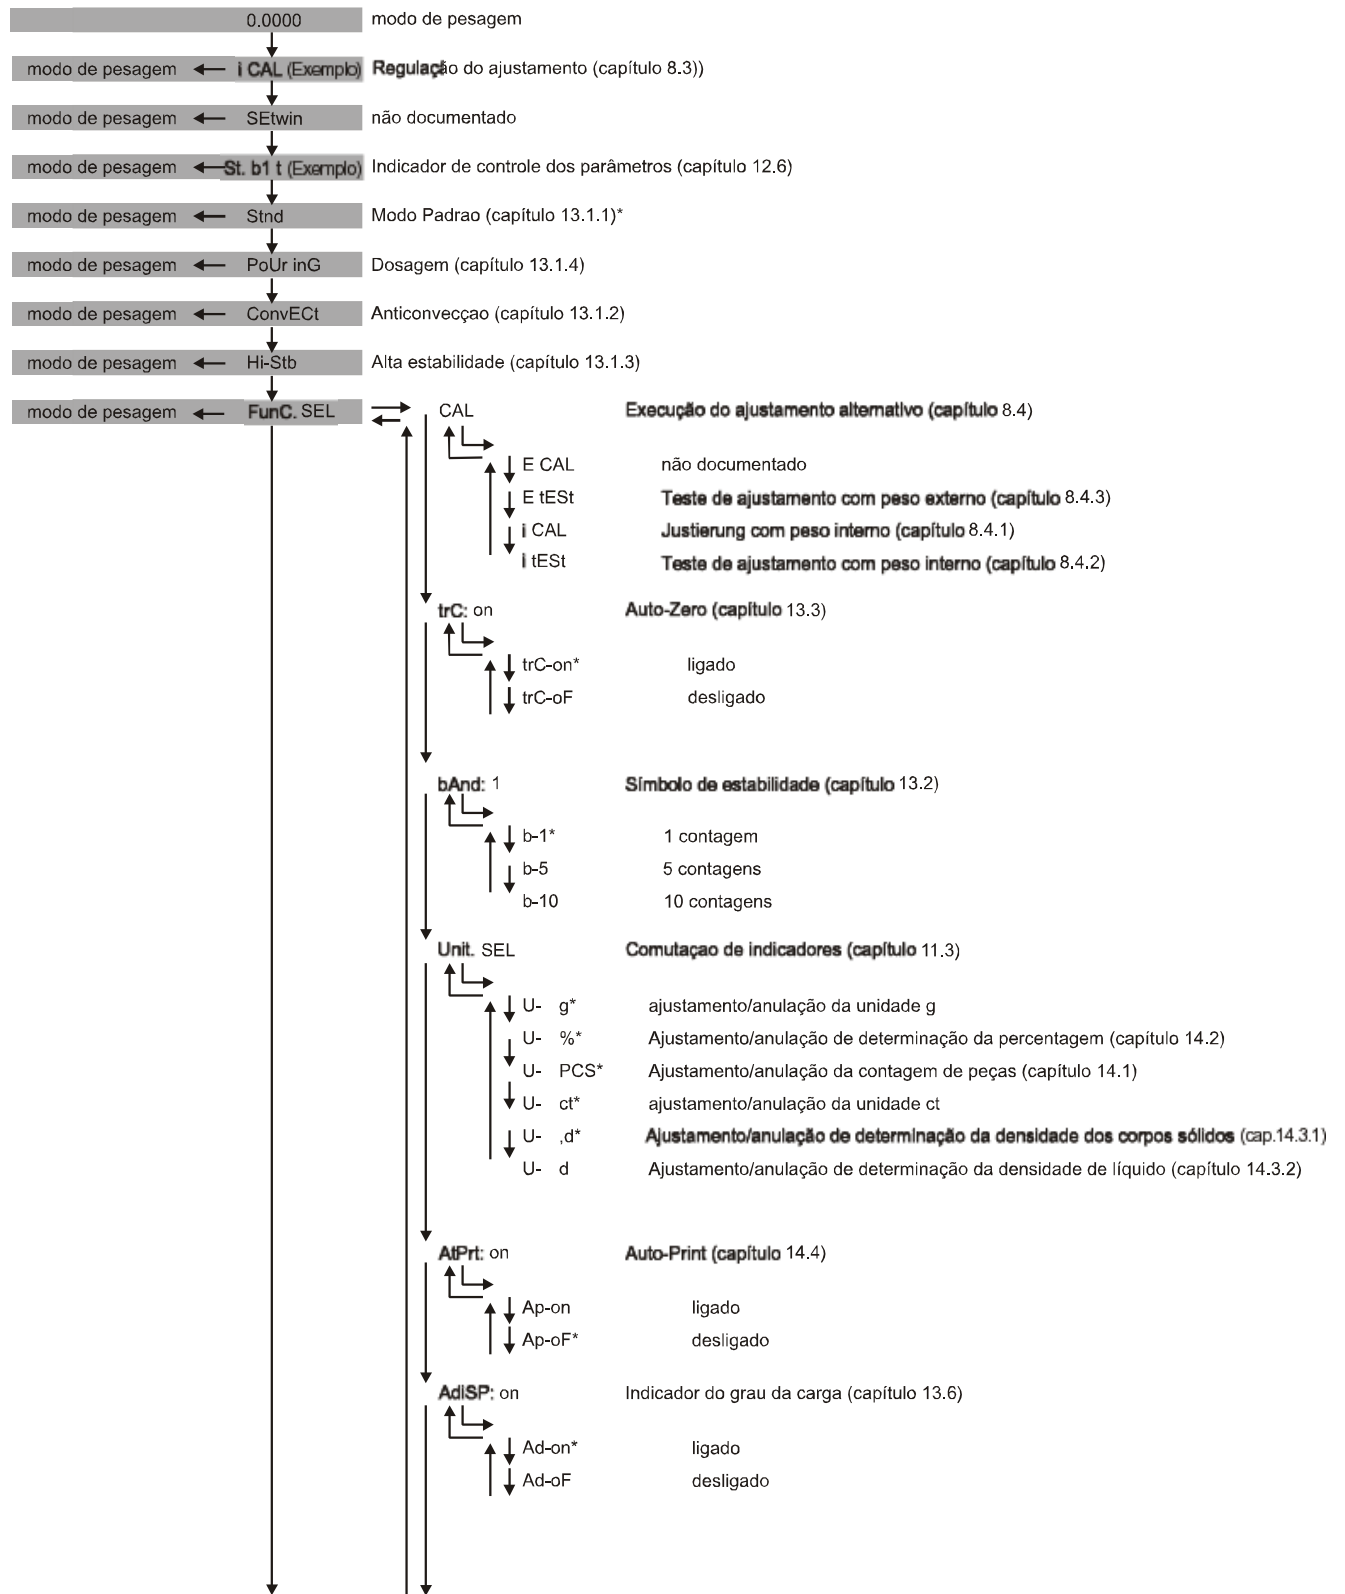 0.0000 modo de pesagem
modo de pesagem i CAL (Exemplo) Regulação do ajustamento (capítulo 8.3))
modo de pesagem SEtwin não documentado
modo de pesagem St. b1 t (Exemplo) Indicador de controle dos parâmetros (capítulo 12.6)
modo de pesagem Stnd Modo Padrao (capítulo 13.1.1)*
modo de pesagem PoUr inG Dosagem (capítulo 13.1.4)
modo de pesagem ConvECt Anticonvecçao (capítulo 13.1.2)
modo de pesagem Hi-Stb Alta estabilidade (capítulo 13.1.3)
modo de pesagem FunC. SEL CAL Execução do ajustamento alternativo (capítulo 8.4)
E CAL não documentado
E tESt Teste de ajustamento com peso externo (capítulo 8.4.3)
i CAL Justierung com peso interno (capítulo 8.4.1)
i tESt Teste de ajustamento com peso interno (capítulo 8.4.2)
trC: on Auto-Zero (capítulo 13.3)
trC-on* ligado
trC-oF desligado
bAnd: 1 Símbolo de estabilidade (capítulo 13.2)
b-1* 1 contagem
b-5 5 contagens
b-10 10 contagens
Unit. SEL Comutaçao de indicadores (capítulo 11.3)
U- g* ajustamento/anulação da unidade g
U- %* Ajustamento/anulação de determinação da percentagem (capítulo 14.2)
U- PCS* Ajustamento/anulação da contagem de peças (capítulo 14.1)
U- ct* ajustamento/anulação da unidade ct
U- ,d* Ajustamento/anulação de determinação da densidade dos corpos sólidos (cap.14.3.1)
U- d Ajustamento/anulação de determinação da densidade de líquido (capítulo 14.3.2)
AtPrt: on Auto-Print (capítulo 14.4)
Ap-on ligado
Ap-oF* desligado
AdiSP: on Indicador do grau da carga (capítulo 13.6)
Ad-on* ligado
Ad-oF desligado